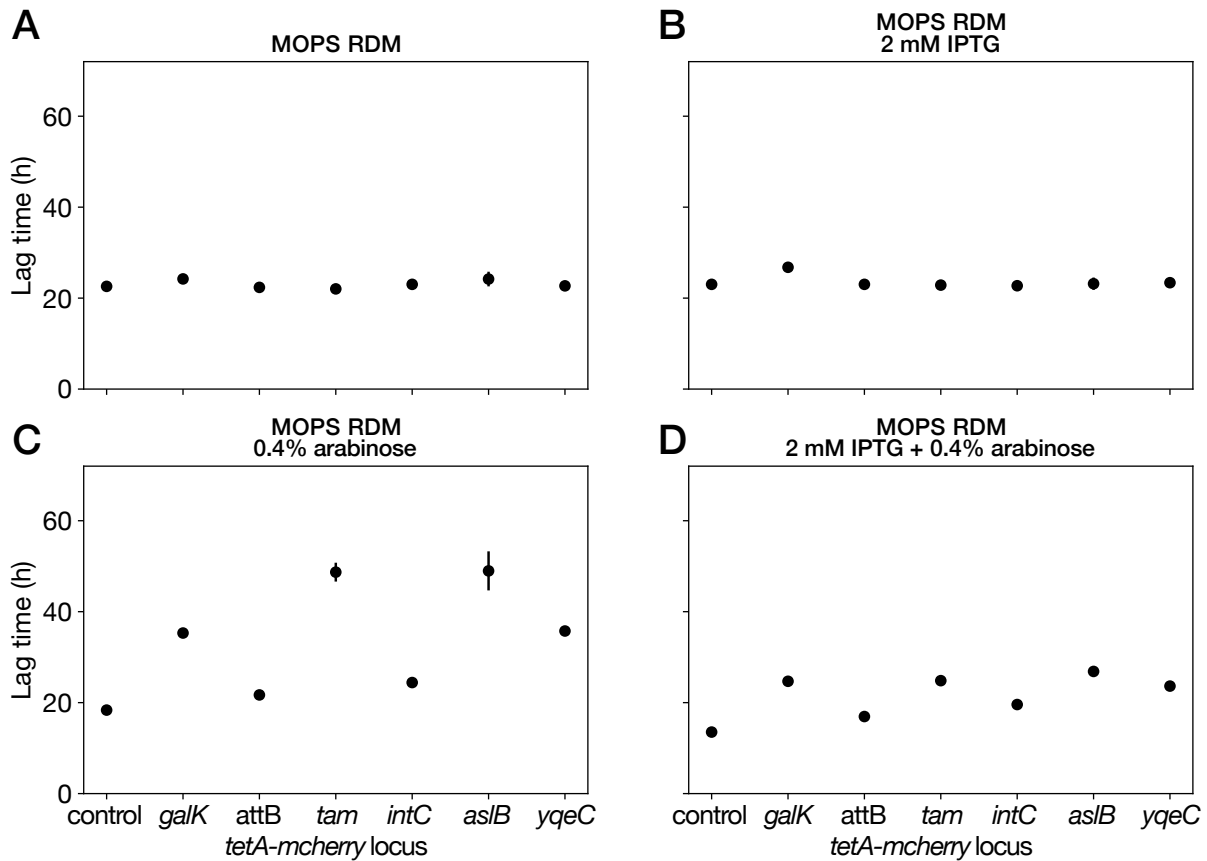 A
MOPS RDM
B
MOPS RDM
2 mM IPTG
60
40
20
0
Lag time (h)
C
MOPS RDM
0.4% arabinose
D
MOPS RDM
2 mM IPTG + 0.4% arabinose
60
40
20
0
Lag time (h)
control galK attB tam intC aslB yqeC
tetA-mcherry locus
control galK attB tam intC aslB yqeC
tetA-mcherry locus